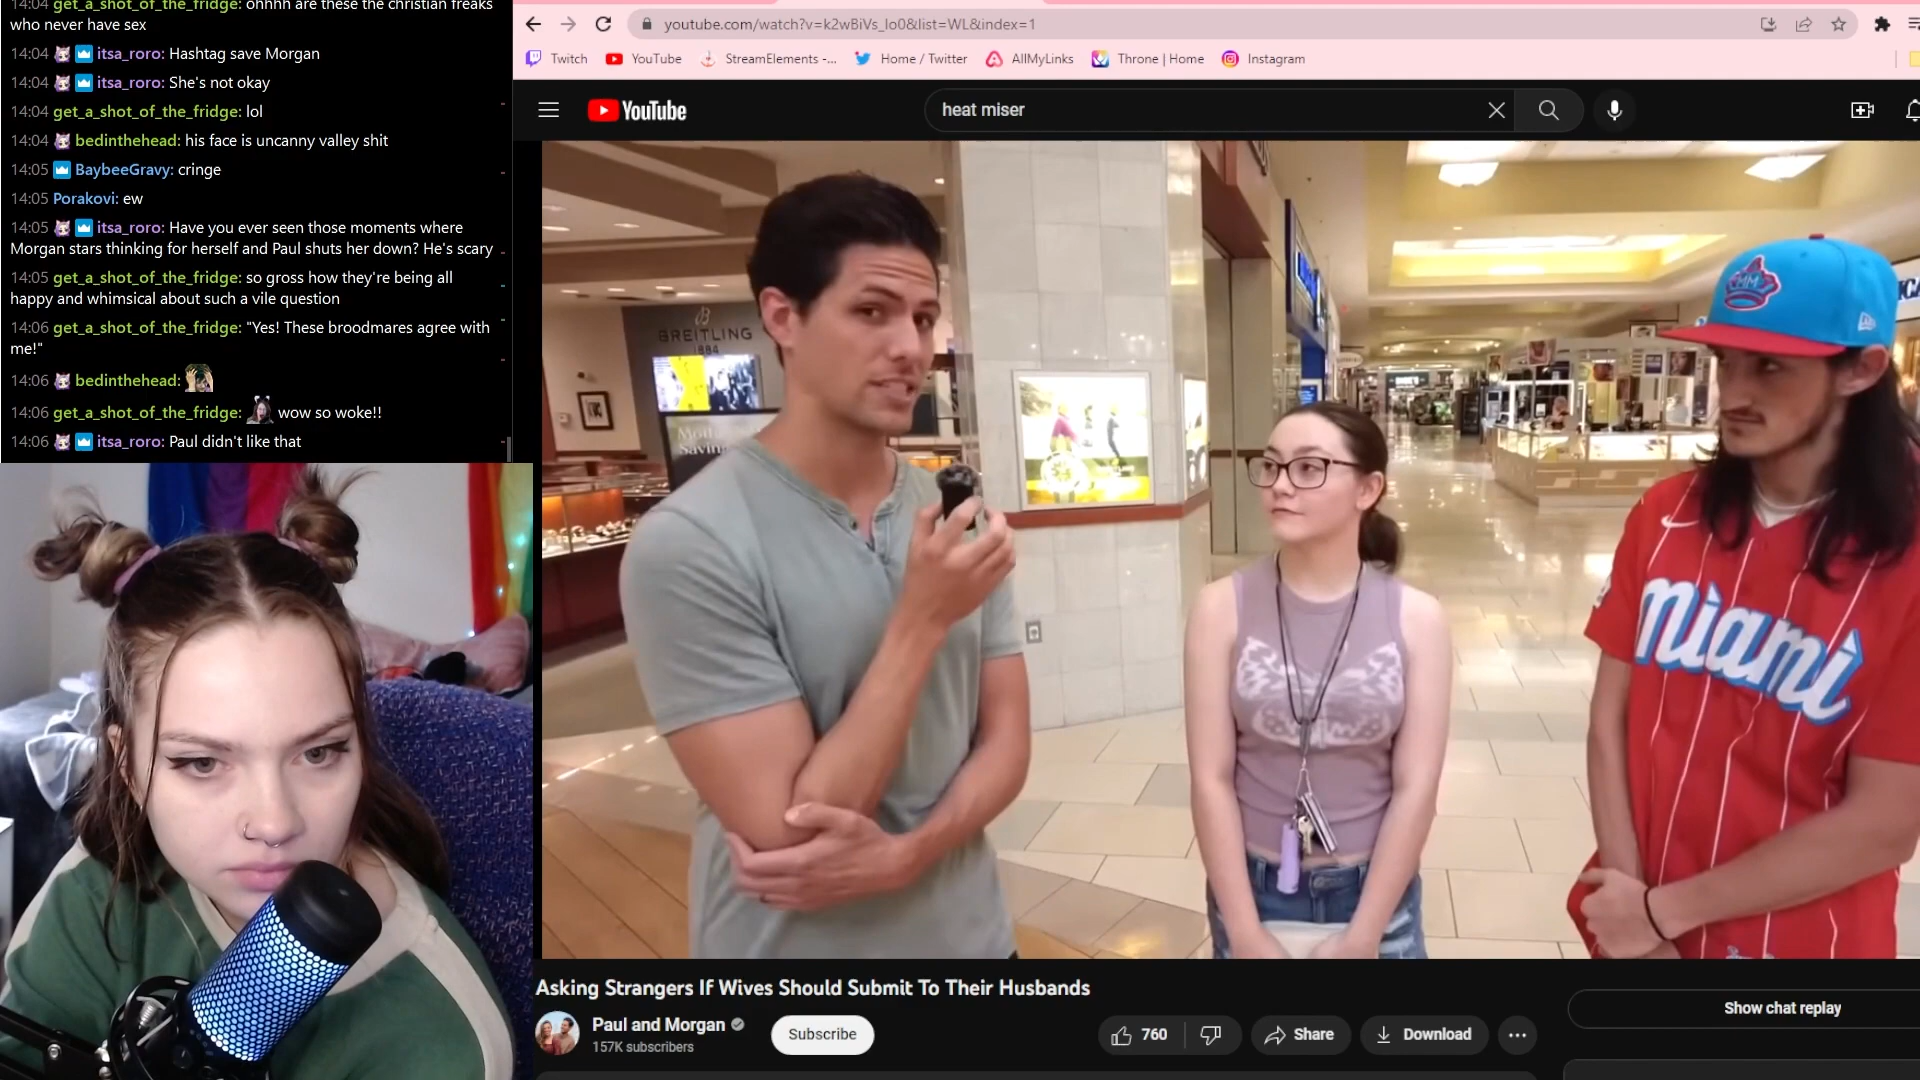 14:04 get_a_shot_of_the_fridge: ohhhh are these the christian freaks
who never have sex
14:04 itsa_roro: Hashtag save Morgan
14:04 itsa_roro: She's not okay
14:04 get_a_shot_of_the_fridge: lol
14:04 bedinthehead: his face is uncanny valley shit
14:05 BaybeeGravy: cringe
14:05 Porakovi: ew
14:05 itsa_roro: Have you ever seen those moments where
Morgan stars thinking for herself and Paul shuts her down? He's scary
14:05 get_a_shot_of_the_fridge: so gross how they're being all
happy and whimsical about such a vile question
14:06 get_a_shot_of_the_fridge: "Yes! These broodmares agree with
me!"
14:06 bedinthehead:
14:06 get_a_shot_of_the_fridge: wow so woke!!
14:06 itsa_roro: Paul didn't like that
youtube.com/watch?v=k2wBiVs_lo0&list=WL&index=1
Twitch YouTube StreamElements -... Home / Twitter AllMyLinks Throne | Home Instagram
YouTube heat miser
BREITLING
1884
MM
Miami
Asking Strangers If Wives Should Submit To Their Husbands
Paul and Morgan
157K subscribers
Subscribe
760 Share Download
Show chat replay